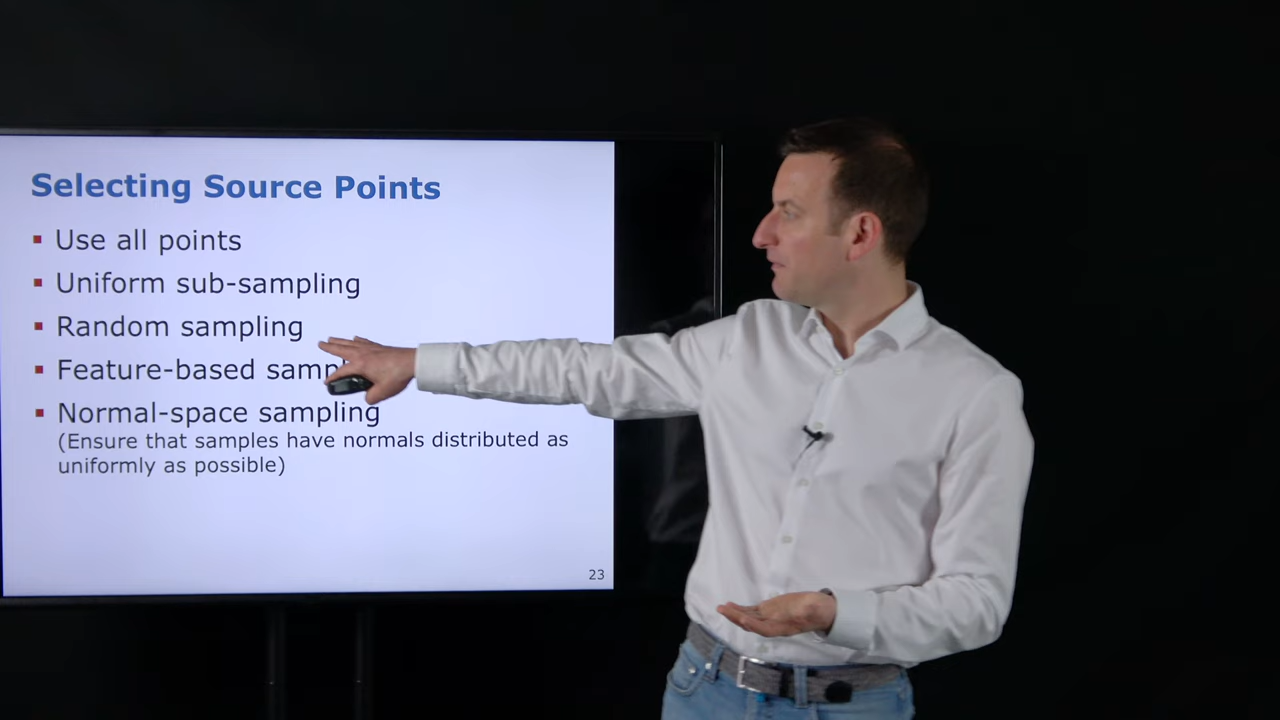 Selecting Source Points
▪ Use all points
▪ Uniform sub-sampling
▪ Random sampling
▪ Feature-based
▪ Normal-space sampling
(Ensure that samples have normals distributed as
uniformly as possible)
23